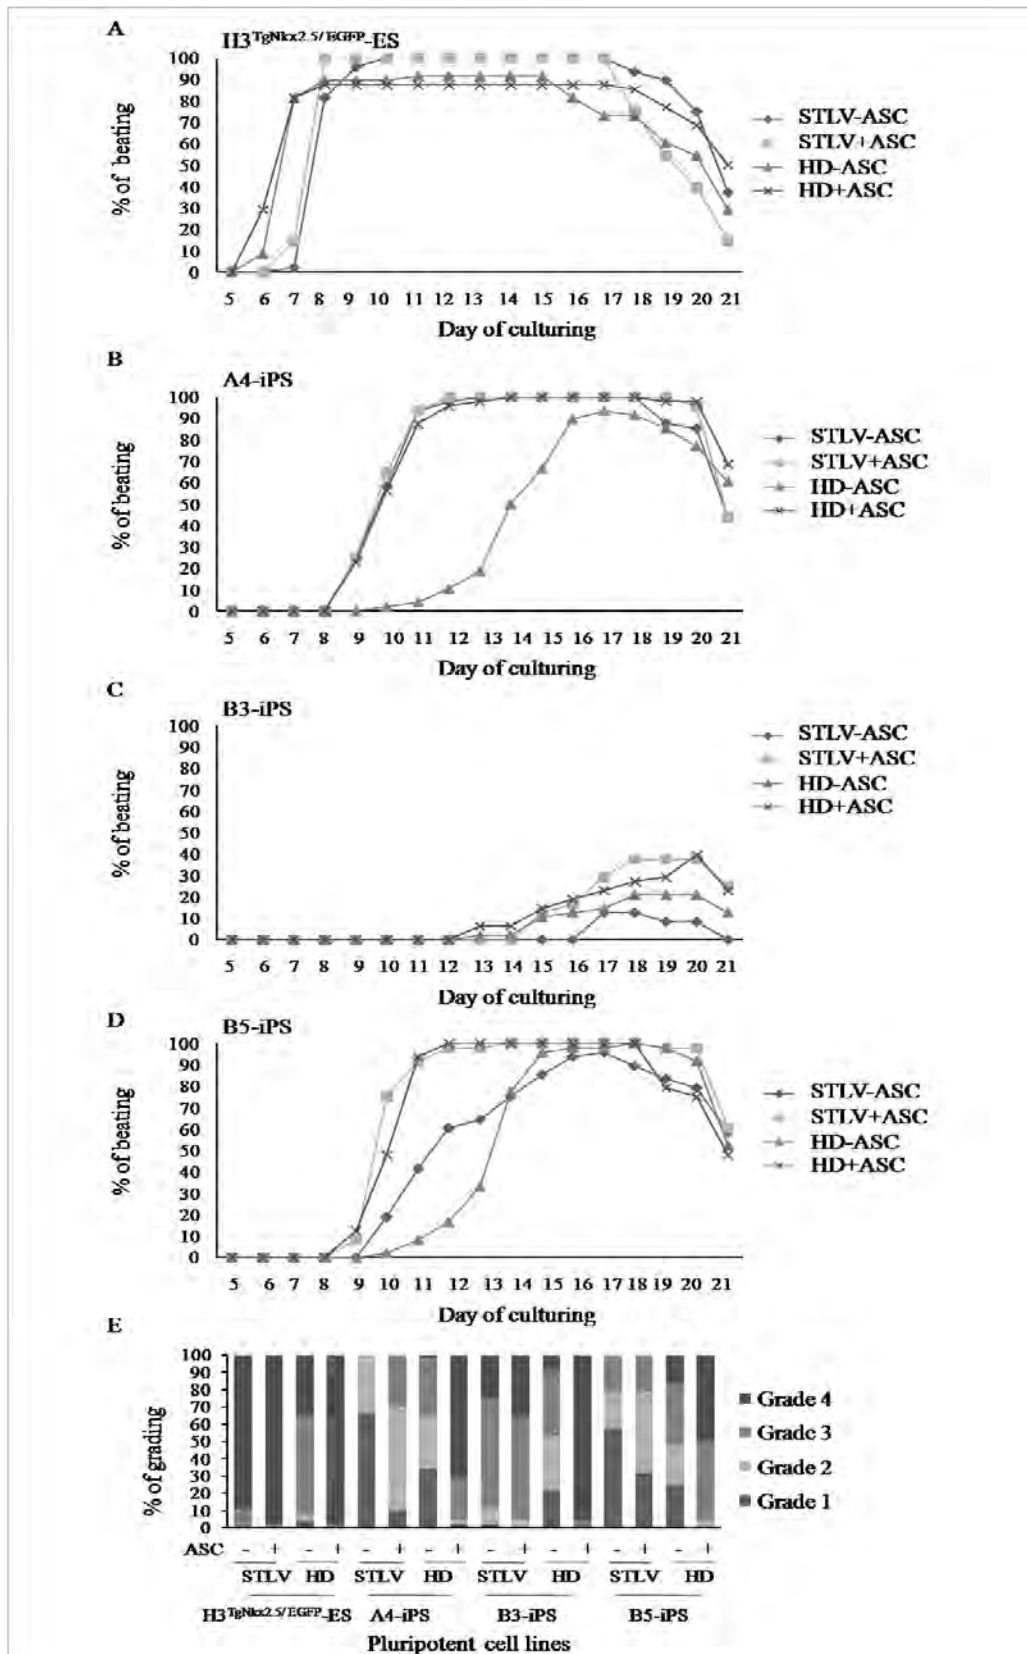 A
H3TgNkx2.5/EGFP-ES
100
90
80
70
60
50
40
30
20
10
0
% of beating
5 6 7 8 9 10 11 12 13 14 15 16 17 18 19 20 21
Day of culturing
STLV-ASC
STLV+ASC
HD-ASC
HD+ASC
B
A4-iPS
100
90
80
70
60
50
40
30
20
10
0
% of beating
5 6 7 8 9 10 11 12 13 14 15 16 17 18 19 20 21
Day of culturing
STLV-ASC
STLV+ASC
HD-ASC
HD+ASC
C
B3-iPS
100
90
80
70
60
50
40
30
20
10
0
% of beating
5 6 7 8 9 10 11 12 13 14 15 16 17 18 19 20 21
Day of culturing
STLV-ASC
STLV+ASC
HD-ASC
HD+ASC
D
B5-iPS
100
90
80
70
60
50
40
30
20
10
0
% of beating
5 6 7 8 9 10 11 12 13 14 15 16 17 18 19 20 21
Day of culturing
STLV-ASC
STLV+ASC
HD-ASC
HD+ASC
E
100
90
80
70
60
50
40
30
20
10
0
% of grading
Grade 4
Grade 3
Grade 2
Grade 1
ASC - + - + - + - + - + - + - + - +
STLV HD STLV HD STLV HD STLV HD
H3TgNkx2.5/EGFP-ES A4-iPS B3-iPS B5-iPS
Pluripotent cell lines